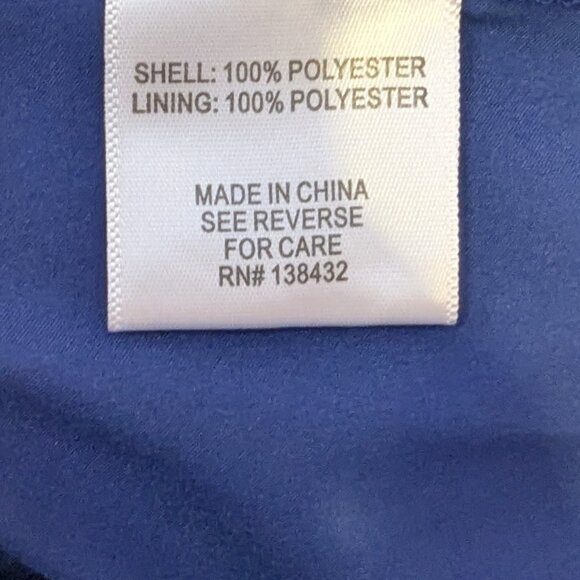 SHELL: 100% POLYESTER
LINING: 100% POLYESTER
MADE IN CHINA
SEE REVERSE
FOR CARE
RN# 138432